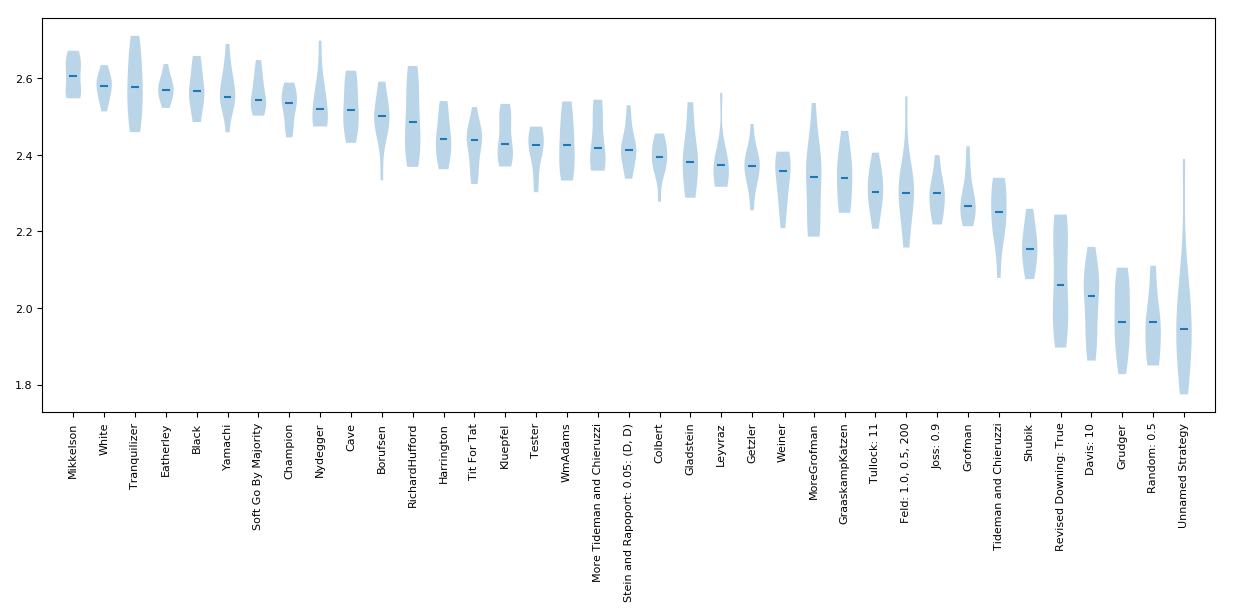 2.6
2.4
2.2
2.0
1.8
Mikkelson
White
Tranquilizer
Eatherley
Black
Yamachi
Soft Go By Majority
Champion
Nydegger
Cave
Borufsen
RichardHufford
Harrington
Tit For Tat
Kluepfel
Tester
WmAdams
More Tideman and Chieruzzi
Stein and Rapoport: 0.05: (D, D)
Colbert
Gladstein
Leyvraz
Getzler
Weiner
MoreGrofman
GraaskampKatzen
Tullock: 11
Feld: 1.0, 0.5, 200
Joss: 0.9
Grofman
Tideman and Chieruzzi
Shubik
Revised Downing: True
Davis: 10
Grudger
Random: 0.5
Unnamed Strategy